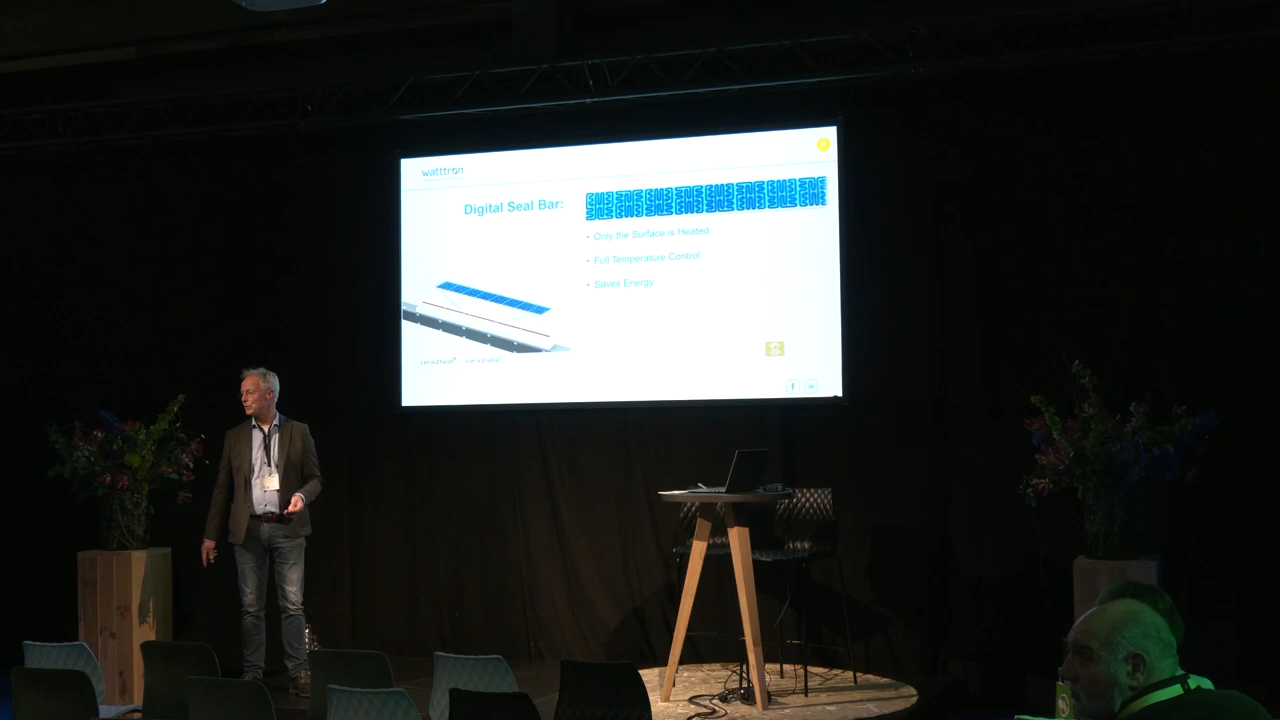 watttron
Digital Seal Bar:
• Only the Surface is Heated
• Full Temperature Control
• Saves Energy